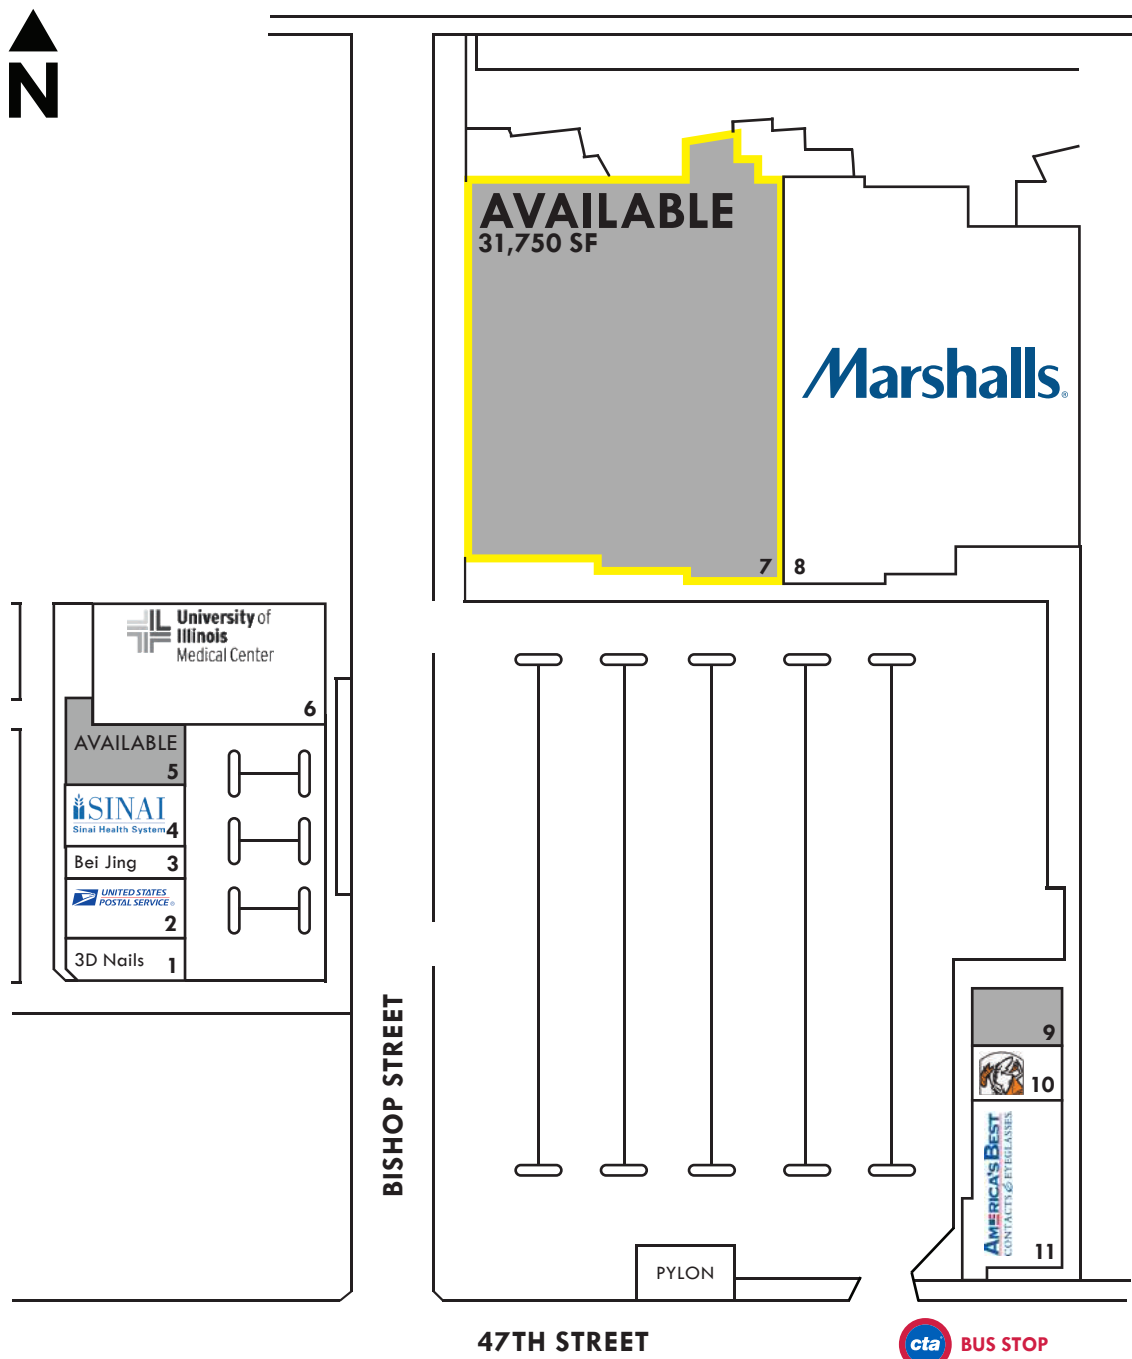 N
AVAILABLE
31,750 SF
Marshalls®
7
8
University of
Illinois
Medical Center
6
AVAILABLE
5
SINAI
Sinai Health System
4
Bei Jing
3
UNITED STATES
POSTAL SERVICE®
2
3D Nails
1
BISHOP STREET
9
10
AMERICA'S BEST
CONTACTS & EYEGLASSES
11
PYLON
47TH STREET
cta
BUS STOP